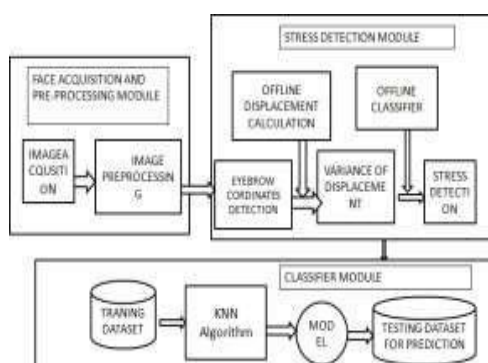 FACE ACQUISITION AND
PRE-PROCESSING MODULE
IMAGEA
CQUSITI
ON
IMAGE
PREPROCESSIN
G
STRESS DETECTION MODULE
OFFLINE
DISPLACEMENT
CALCULATION
OFFLINE
CLASSIFIER
EYEBROW
CORDINATES
DETECTION
VARIANCE OF
DISPLACEME
NT
STRESS
DETECTI
ON
CLASSIFIER MODULE
TRANING
DATASET
KNN
Algorithm
MOD
EL
TESTING DATASET
FOR PREDICTION